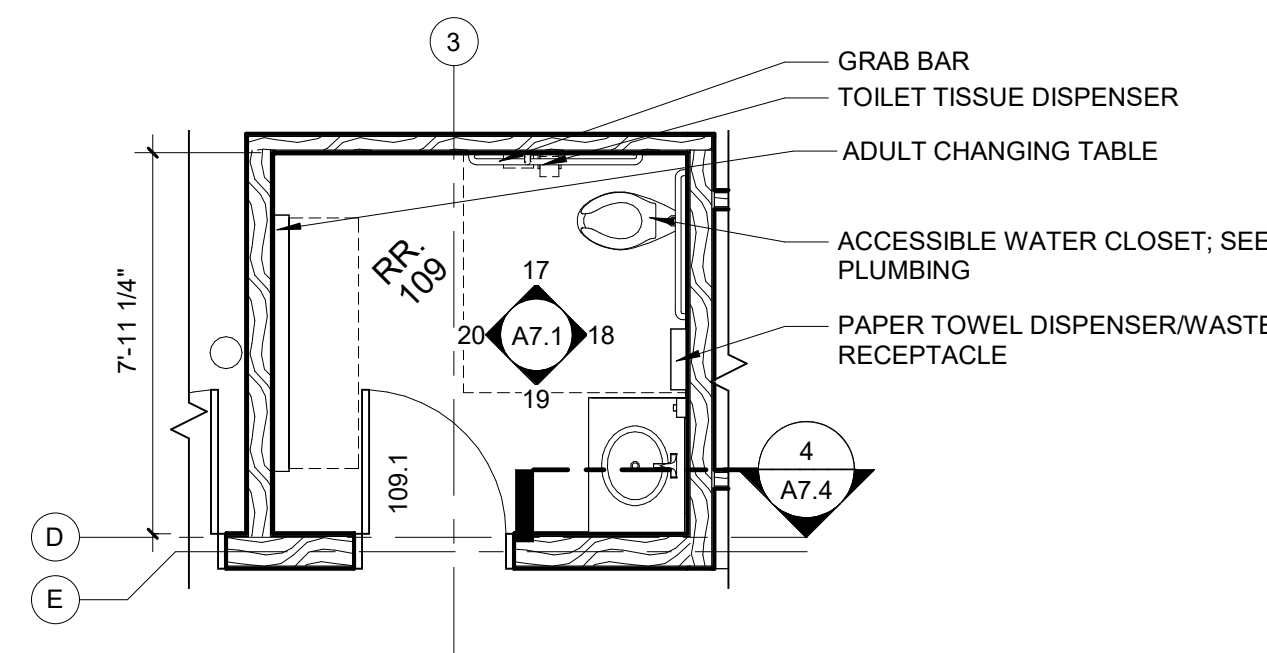 3
GRAB BAR
TOILET TISSUE DISPENSER
ADULT CHANGING TABLE
ACCESSIBLE WATER CLOSET; SEE
PLUMBING
PAPER TOWEL DISPENSER/WASTE
RECEPTACLE
7'-11 1/4"
RR.
109
17
20
A7.1
18
19
109.1
4
A7.4
D
E